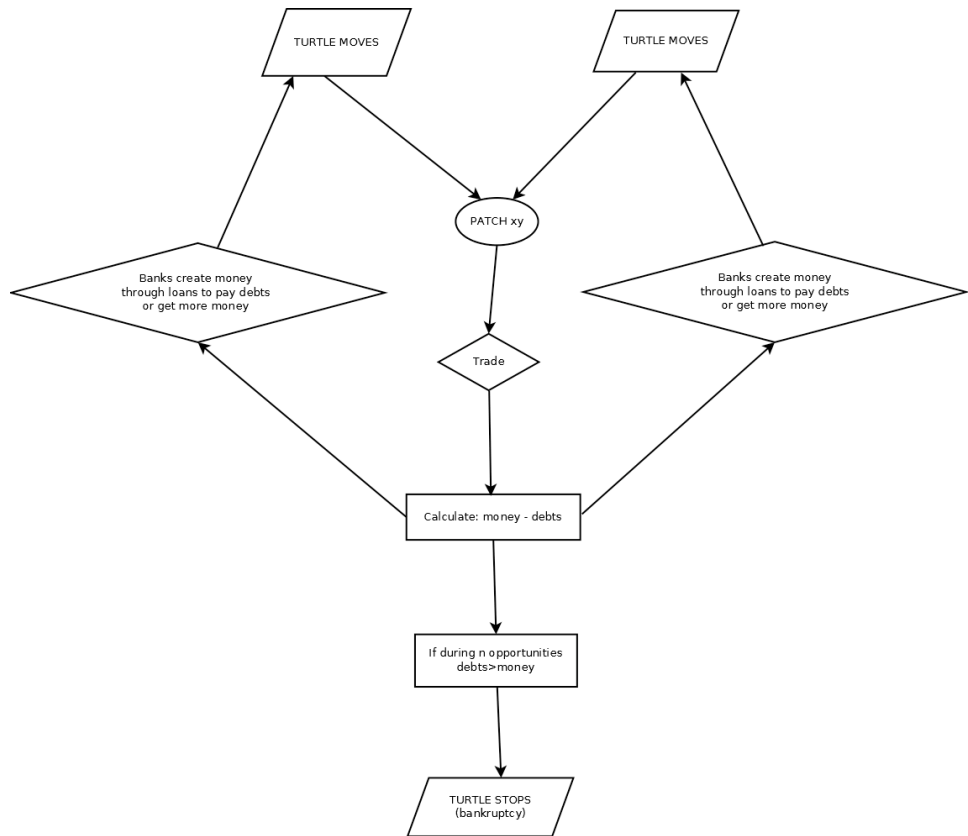 TURTLE MOVES
TURTLE MOVES
PATCH xy
Banks create money
through loans to pay debts
or get more money
Banks create money
through loans to pay debts
or get more money
Trade
Calculate: money - debts
If during n opportunities
debts>money
TURTLE STOPS
(bankruptcy)